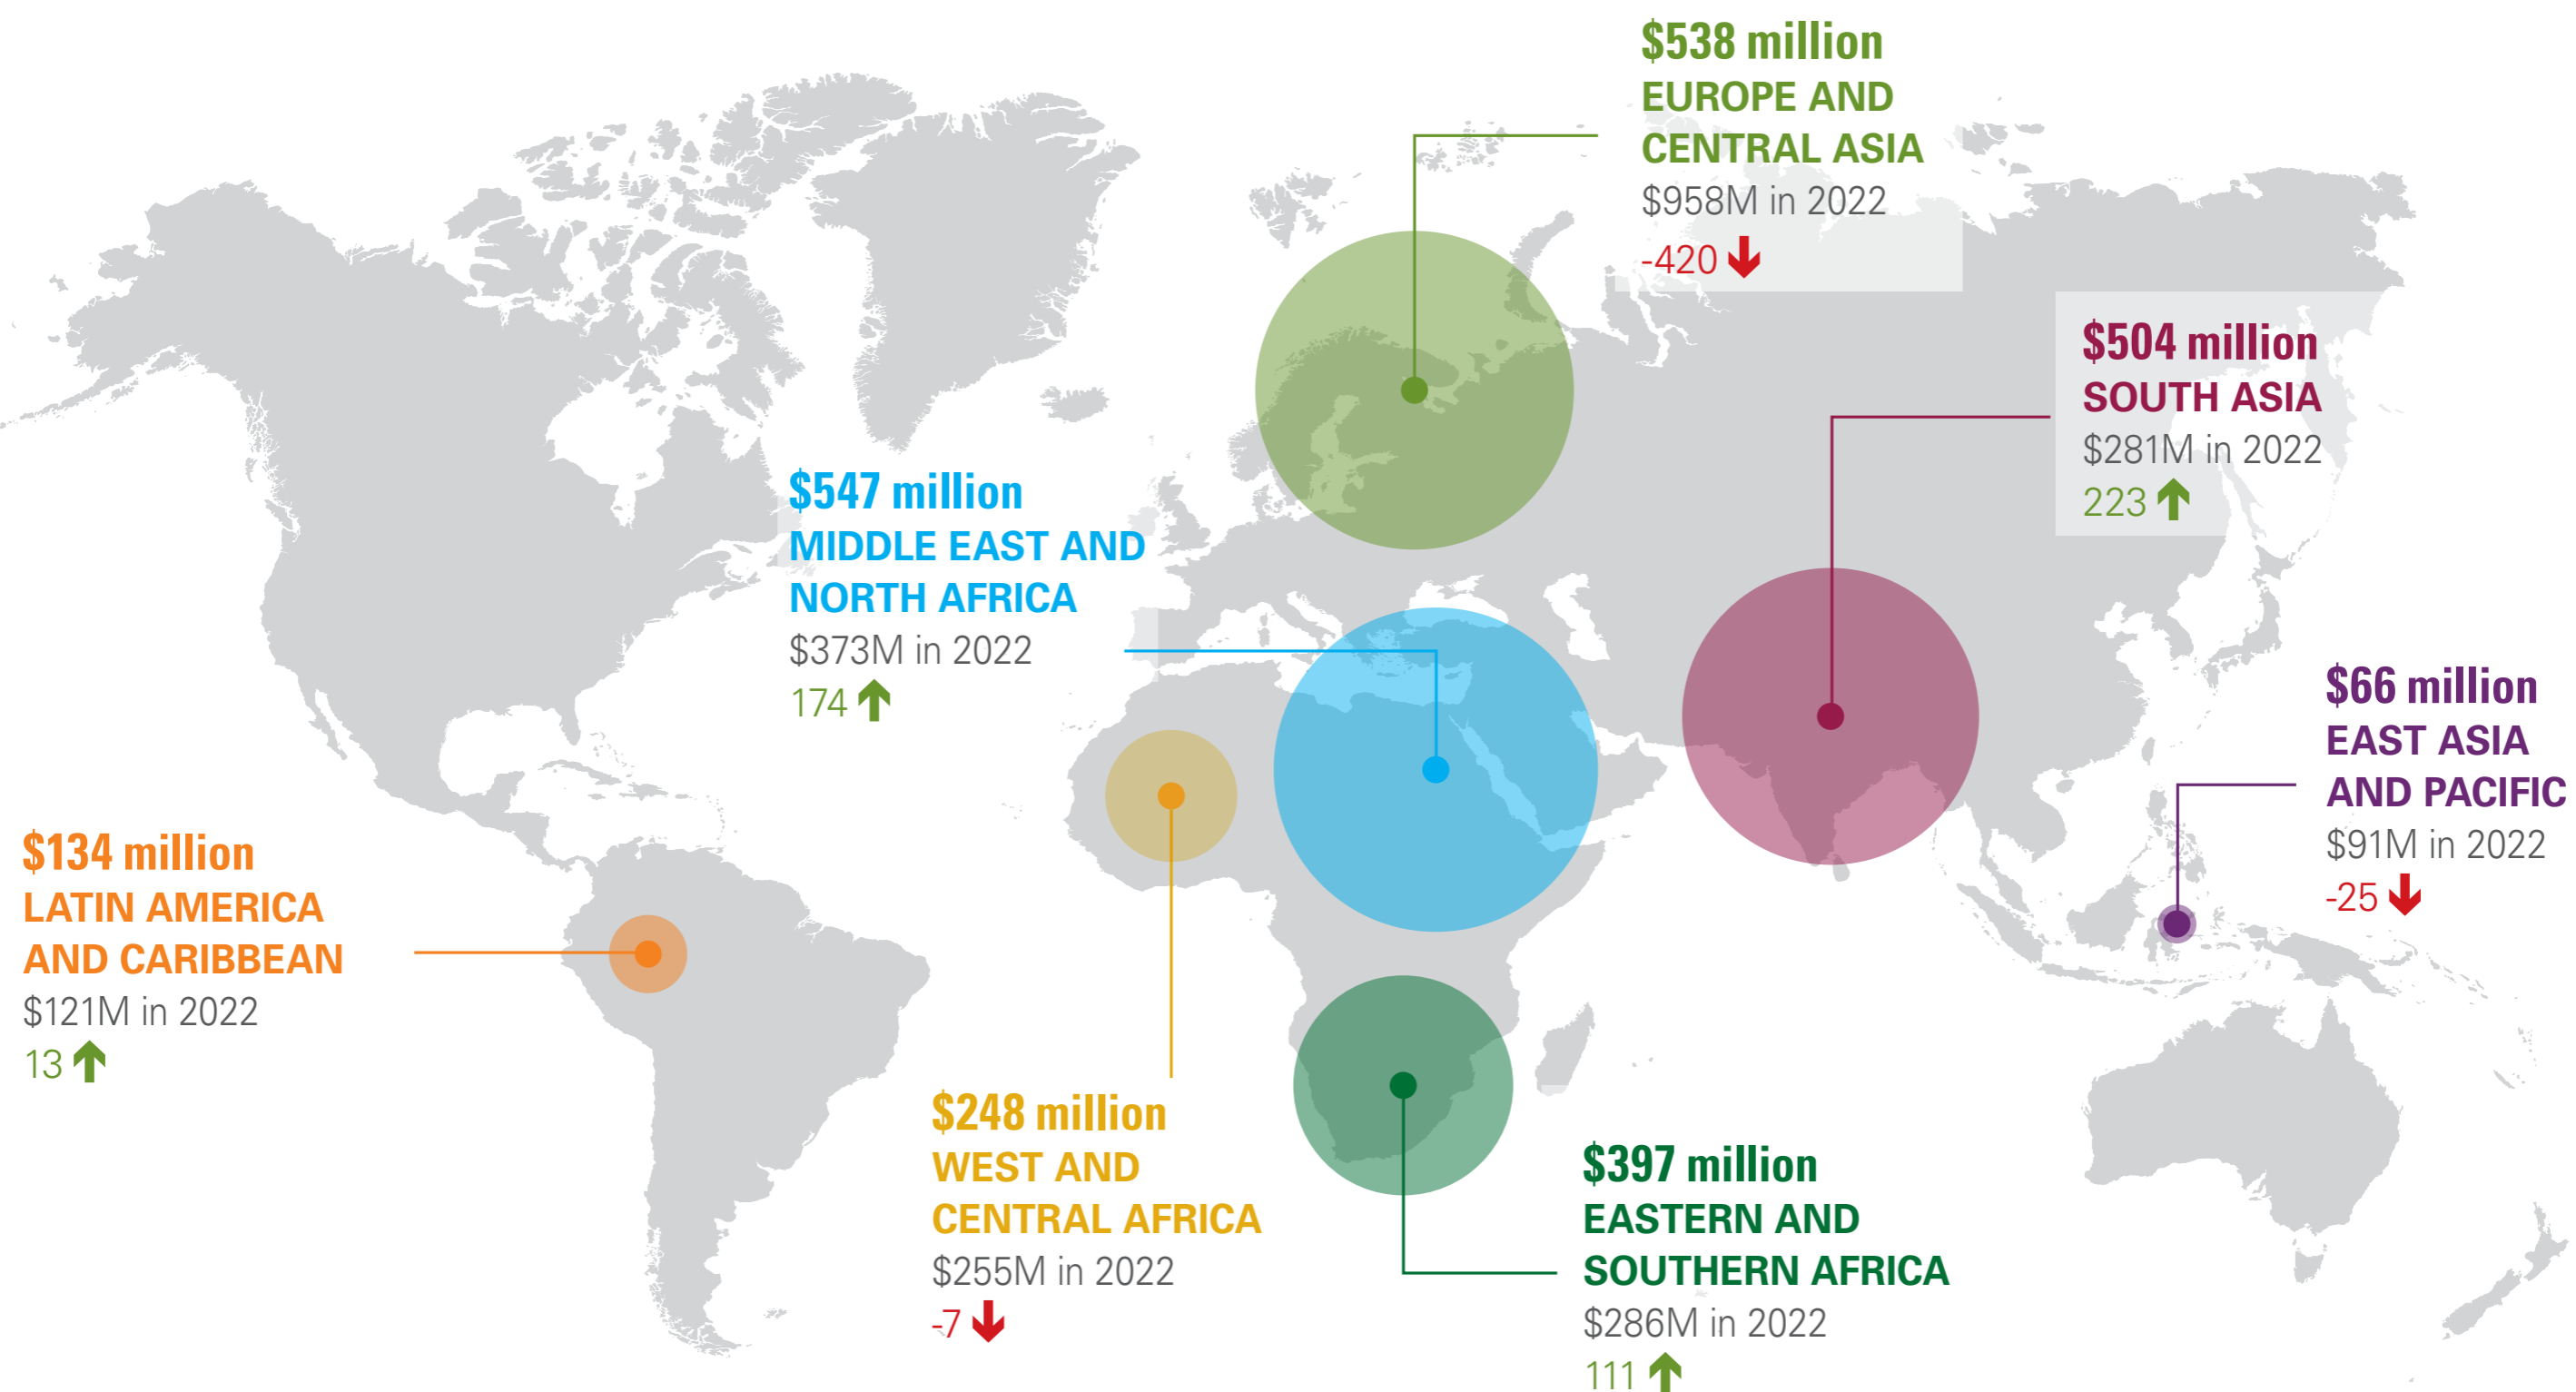 $538 million
EUROPE AND
CENTRAL ASIA
$958M in 2022
-420
$504 million
SOUTH ASIA
$281M in 2022
223
$547 million
MIDDLE EAST AND
NORTH AFRICA
$373M in 2022
174
$66 million
EAST ASIA
AND PACIFIC
$91M in 2022
-25
$134 million
LATIN AMERICA
AND CARIBBEAN
$121M in 2022
13
$248 million
WEST AND
CENTRAL AFRICA
$255M in 2022
-7
$397 million
EASTERN AND
SOUTHERN AFRICA
$286M in 2022
111